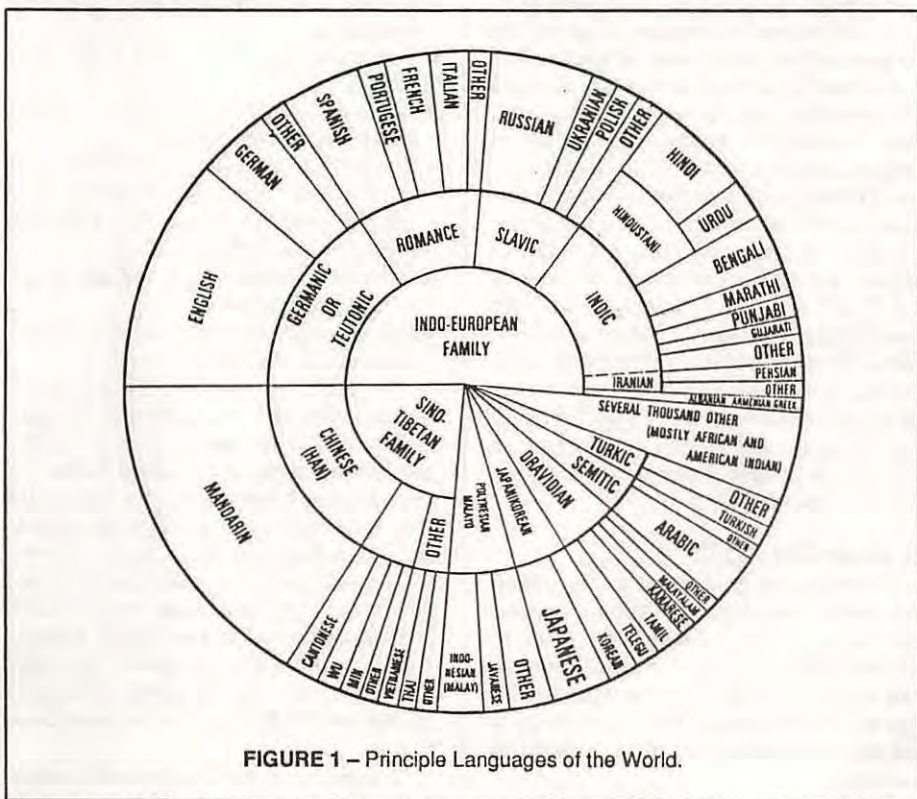 OTHER
SPANISH
PORTUGESE
FRENCH
ITALIAN
OTHER
RUSSIAN
UKRANIAN
POLISH
OTHER
HINDI
URDU
HINDUSTANI
BENGALI
MARATHI
PUNJABI
GUJARATI
OTHER
PERSIAN
OTHER
ALBANIAN ARMENIAN GREEK
GERMAN
ENGLISH
GERMANIC
OR
TEUTONIC
ROMANCE
SLAVIC
INDIC
IRANIAN
INDO-EUROPEAN
FAMILY
SINO-
TIBETAN
FAMILY
CHINESE
(HAN)
OTHER
MANDARIN
CANTONESE
WU
MIN
OTHER
VIETNAMESE
THAI
OTHER
POLYNESIAN
MALAYO
INDO-
NESIAN
(MALAY)
JAVANESE
OTHER
JAPAN/KOREAN
JAPANESE
KOREAN
DRAVIDIAN
TELEGU
TAMIL
KANARESE
MALAYALAM
OTHER
SEMITIC
ARABIC
OTHER
TURKIC
TURKISH
OTHER
SEVERAL THOUSAND OTHER
(MOSTLY AFRICAN AND
AMERICAN INDIAN)
FIGURE 1 – Principle Languages of the World.